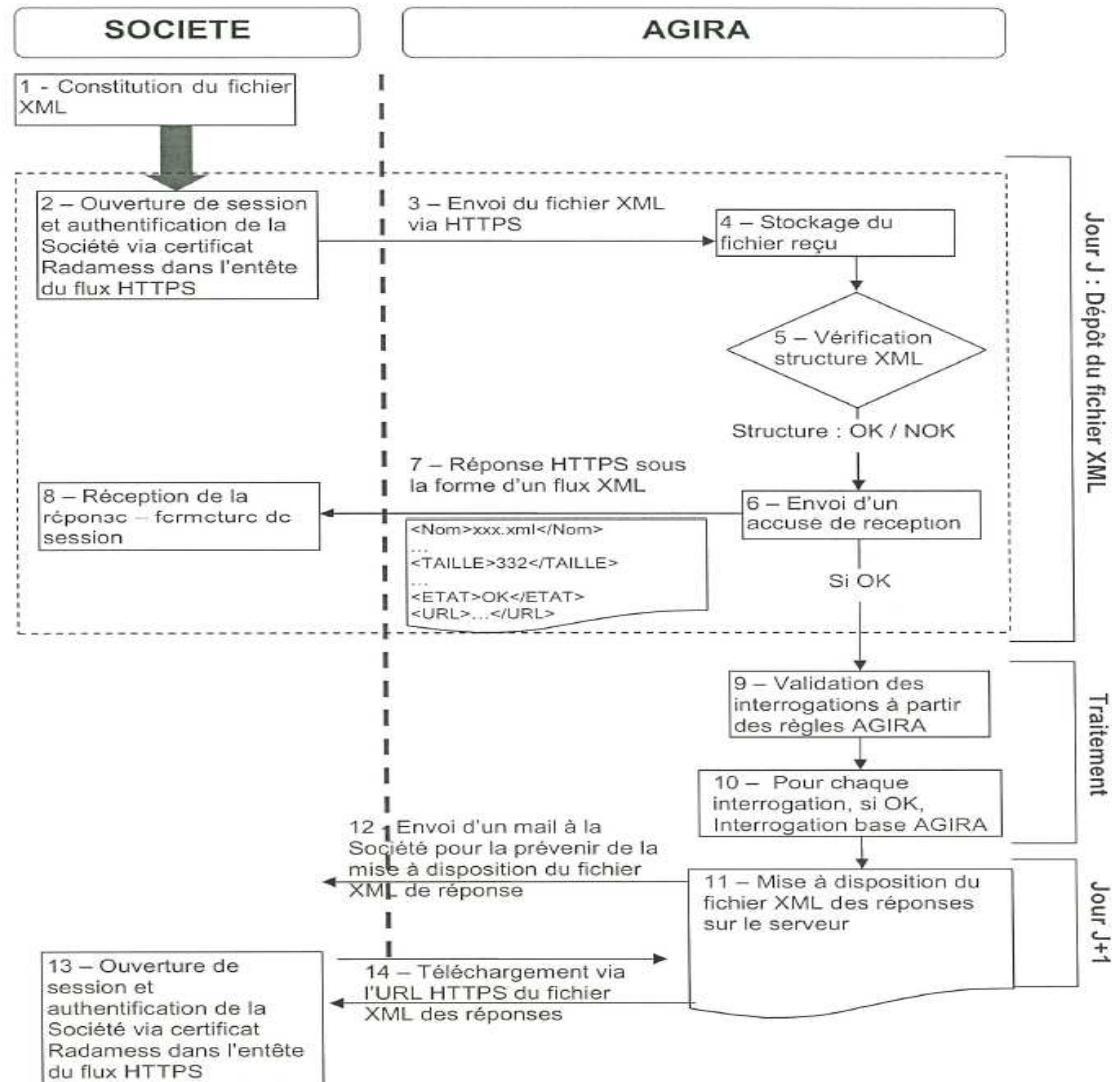 SOCIETE
AGIRA
1 - Constitution du fichier
XML
2 – Ouverture de session
et authentification de la
Société via certificat
Radamess dans l'entête
du flux HTTPS
3 – Envoi du fichier XML
via HTTPS
4 – Stockage du
fichier reçu
5 – Vérification
structure XML
Structure : OK / NOK
6 – Envoi d'un
accusé de réception
7 – Réponse HTTPS sous
la forme d'un flux XML
<Nom>xxx.xml</Nom>
...
<TAILLE>332</TAILLE>
...
<ETAT>OK</ETAT>
<URL>...</URL>
8 – Réception de la
réponse – fermeture de
session
Si OK
Jour J : Dépôt du fichier XML
9 – Validation des
interrogations à partir
des règles AGIRA
10 – Pour chaque
interrogation, si OK,
Interrogation base AGIRA
Traitement
12 - Envoi d'un mail à la
Société pour la prévenir de la
mise à disposition du fichier
XML de réponse
11 – Mise à disposition du
fichier XML des réponses
sur le serveur
Jour J+1
13 – Ouverture de
session et
authentification de la
Société via certificat
Radamess dans l'entête
du flux HTTPS
14 – Téléchargement via
l'URL HTTPS du fichier
XML des réponses